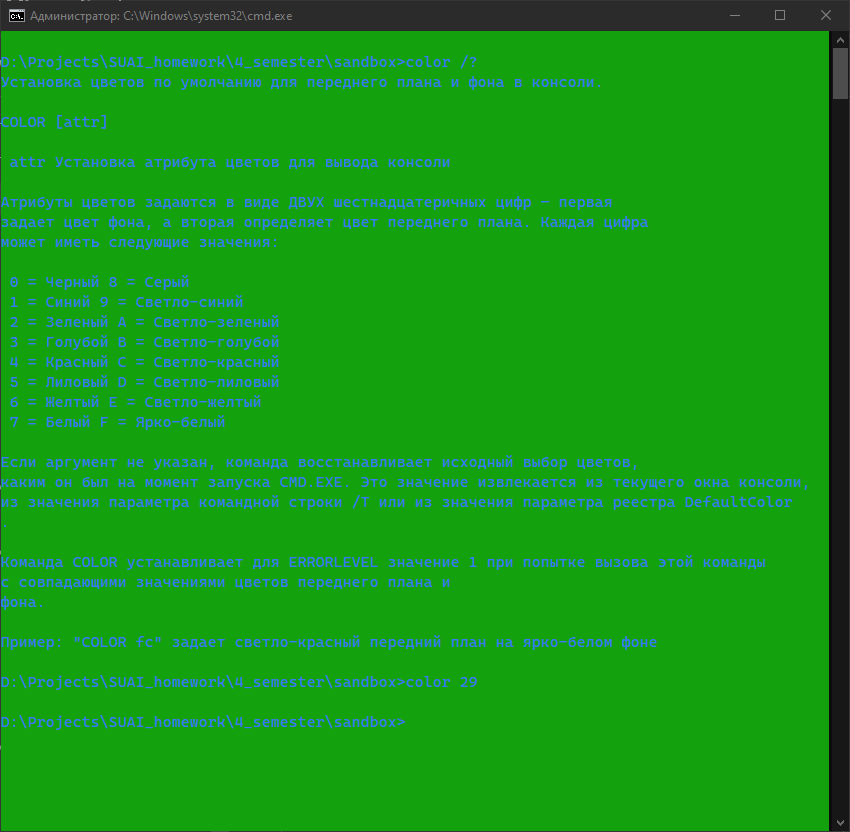 Администратор: C:\Windows\system32\cmd.exe
D:\Projects\SUAI_homework\4_semester\sandbox>color /?
Установка цветов по умолчанию для переднего плана и фона в консоли.
COLOR [attr]
attr Установка атрибута цветов для вывода консоли
Атрибуты цветов задаются в виде ДВУХ шестнадцатеричных цифр – первая
задает цвет фона, а вторая определяет цвет переднего плана. Каждая цифра
может иметь следующие значения:
0 = Черный 8 = Серый
1 = Синий 9 = Светло-синий
2 = Зеленый A = Светло-зеленый
3 = Голубой B = Светло-голубой
4 = Красный C = Светло-красный
5 = Лиловый D = Светло-лиловый
6 = Желтый E = Светло-желтый
7 = Белый F = Ярко-белый
Если аргумент не указан, команда восстанавливает исходный выбор цветов,
каким он был на момент запуска CMD.EXE. Это значение извлекается из текущего окна консоли,
из значения параметра командной строки /T или из значения параметра реестра DefaultColor
.
Команда COLOR устанавливает для ERRORLEVEL значение 1 при попытке вызова этой команды
с совпадающими значениями цветов переднего плана и
фона.
Пример: "COLOR fc" задает светло-красный передний план на ярко-белом фоне
D:\Projects\SUAI_homework\4_semester\sandbox>color 29
D:\Projects\SUAI_homework\4_semester\sandbox>